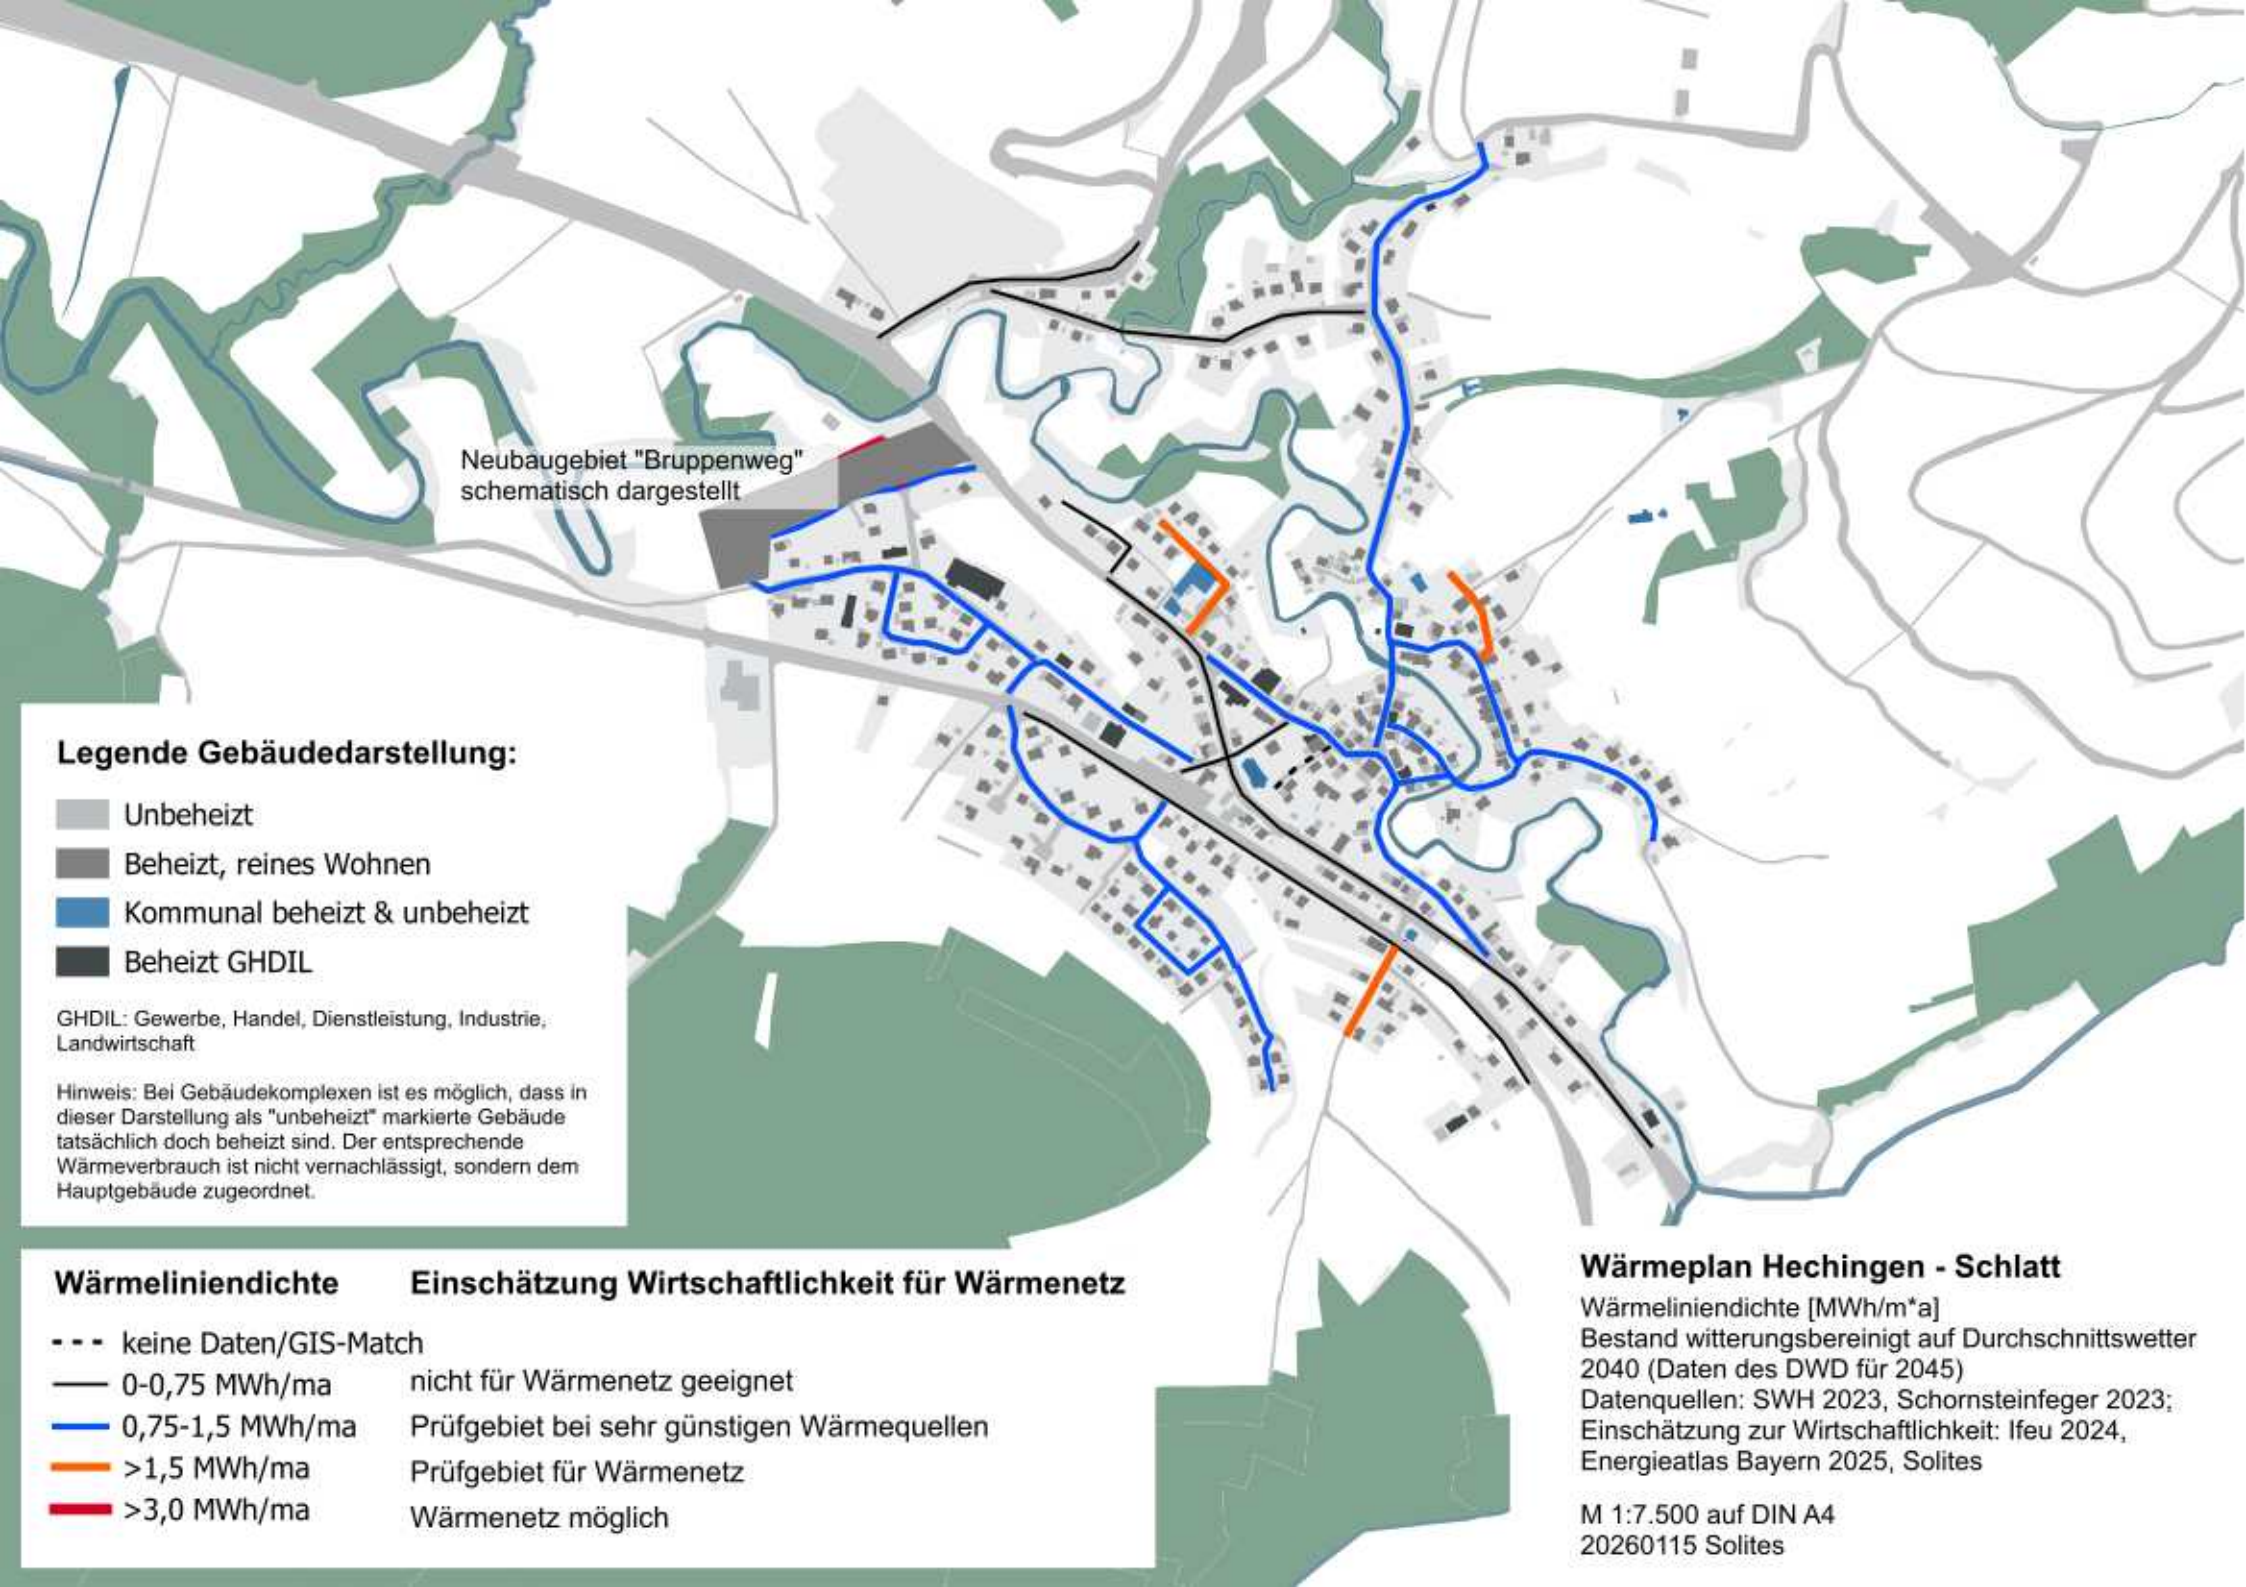 Neubaugebiet "Bruppenweg"
schematisch dargestellt
Legende Gebäudedarstellung:
Unbeheizt
Beheizt, reines Wohnen
Kommunal beheizt & unbeheizt
Beheizt GHDIL
GHDIL: Gewerbe, Handel, Dienstleistung, Industrie,
Landwirtschaft
Hinweis: Bei Gebäudekomplexen ist es möglich, dass in
dieser Darstellung als "unbeheizt" markierte Gebäude
tatsächlich doch beheizt sind. Der entsprechende
Wärmeverbrauch ist nicht vernachlässigt, sondern dem
Hauptgebäude zugeordnet.
Wärmeliniendichte Einschätzung Wirtschaftlichkeit für Wärmenetz
keine Daten/GIS-Match
0-0,75 MWh/ma nicht für Wärmenetz geeignet
0,75-1,5 MWh/ma Prüfgebiet bei sehr günstigen Wärmequellen
>1,5 MWh/ma Prüfgebiet für Wärmenetz
>3,0 MWh/ma Wärmenetz möglich
Wärmeplan Hechingen - Schlatt
Wärmeliniendichte [MWh/m*a]
Bestand witterungsbereinigt auf Durchschnittswetter
2040 (Daten des DWD für 2045)
Datenquellen: SWH 2023, Schornsteinfeger 2023;
Einschätzung zur Wirtschaftlichkeit: Ifeu 2024,
Energieatlas Bayern 2025, Solites
M 1:7.500 auf DIN A4
20260115 Solites